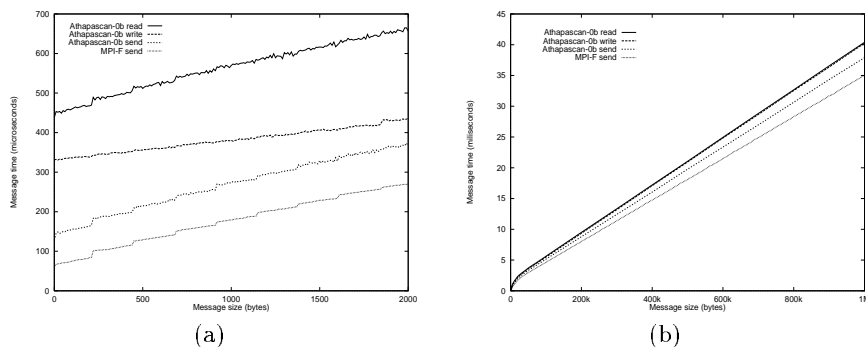 700
600
500
400
300
200
100
0
Message time (microseconds)
Athapascan-0b read
Athapascan-0b write
Athapascan-0b send
MPI-F send
0
500
1000
1500
2000
Message size (bytes)
(a)
45
40
35
30
25
20
15
10
5
0
Message time (miliseconds)
Athapascan-0b read
Athapascan-0b write
Athapascan-0b send
MPI-F send
0
200k
400k
600k
800k
1M
Message size (bytes)
(b)